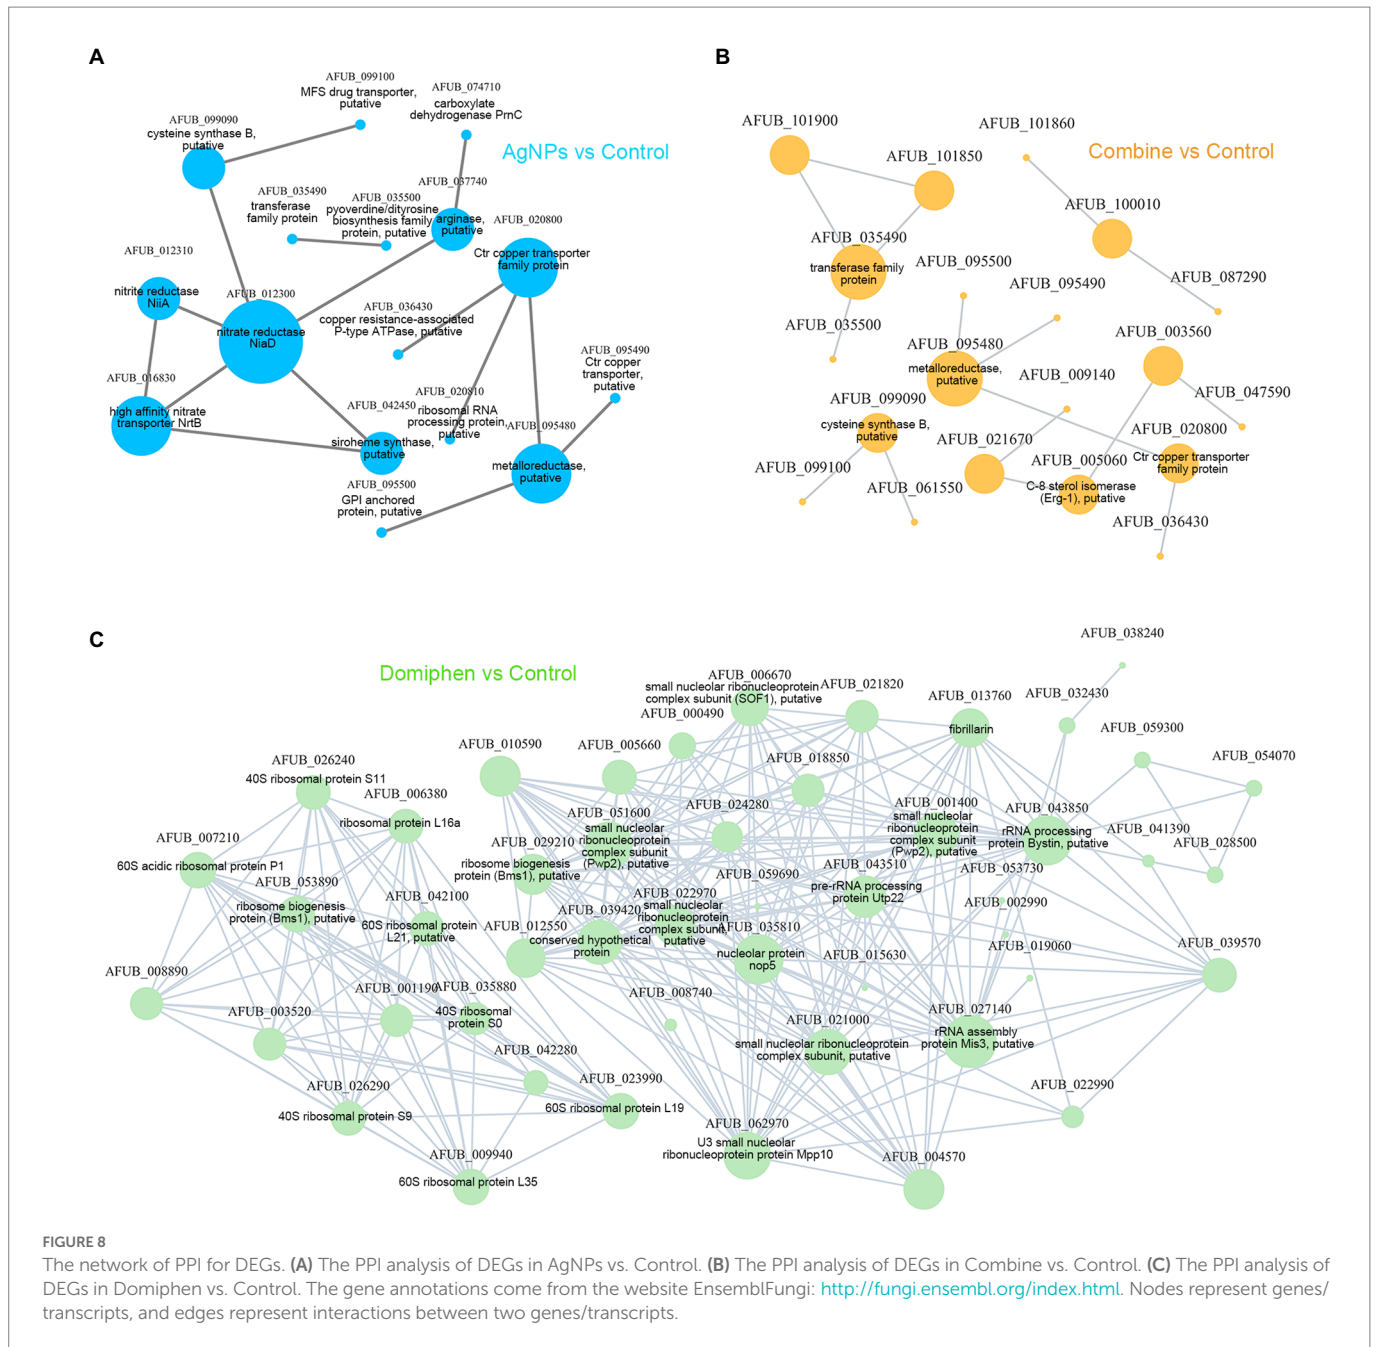 A
AFUB_099100
MFS drug transporter,
putative
AFUB_074710
carboxylate
dehydrogenase PrnC
AFUB_099090
cysteine synthase B,
putative
AgNPs vs Control
AFUB_037740
arginase,
putative
AFUB_035490
transferase
family protein
AFUB_035500
pyoverdine/dityrosine
biosynthesis family
protein, putative
AFUB_020800
Ctr copper transporter
family protein
AFUB_012310
nitrite reductase
NiiA
AFUB_012300
nitrate reductase
NiaD
AFUB_036430
copper resistance-associated
P-type ATPase, putative
AFUB_095490
Ctr copper
transporter,
putative
AFUB_016830
high affinity nitrate
transporter NrtB
AFUB_020810
ribosomal RNA
processing protein,
putative
AFUB_042450
siroheme synthase,
putative
AFUB_095480
metalloreductase,
putative
AFUB_095500
GPI anchored
protein, putative
B
AFUB_101900
AFUB_101860
Combine vs Control
AFUB_101850
AFUB_100010
AFUB_035490
transferase family
protein
AFUB_095500
AFUB_095490
AFUB_087290
AFUB_035500
AFUB_095480
metalloreductase,
putative
AFUB_003560
AFUB_009140
AFUB_047590
AFUB_099090
cysteine synthase B,
putative
AFUB_021670
AFUB_020800
Ctr copper transporter
family protein
AFUB_099100
AFUB_061550
AFUB_005060
C-8 sterol isomerase
(Erg-1), putative
AFUB_036430
C
Domiphen vs Control
AFUB_038240
AFUB_006670
small nucleolar ribonucleoprotein
complex subunit (SOF1), putative
AFUB_021820
AFUB_013760
fibrillarin
AFUB_032430
AFUB_000490
AFUB_059300
AFUB_054070
AFUB_010590
AFUB_005660
AFUB_026240
40S ribosomal protein S11
AFUB_018850
AFUB_006380
ribosomal protein L16a
AFUB_024280
AFUB_051600
small nucleolar
ribonucleoprotein
complex subunit
(Pwp2), putative
AFUB_001400
small nucleolar
ribonucleoprotein
complex subunit
(Pwp2), putative
AFUB_043850
rRNA processing
protein Bystin, putative
AFUB_041390
AFUB_028500
AFUB_007210
60S acidic ribosomal protein P1
AFUB_029210
ribosome biogenesis
protein (Bms1), putative
AFUB_053890
ribosome biogenesis
protein (Bms1), putative
AFUB_042100
60S ribosomal protein
L21, putative
AFUB_059690
AFUB_043510
pre-rRNA processing
protein Utp22
AFUB_053730
AFUB_002990
AFUB_022970
small nucleolar
ribonucleoprotein
complex subunit,
putative
AFUB_039420
conserved hypothetical
protein
AFUB_012550
AFUB_035810
nucleolar protein
nop5
AFUB_019060
AFUB_039570
AFUB_015630
AFUB_008890
AFUB_001190
AFUB_035880
40S ribosomal
protein S0
AFUB_008740
AFUB_003520
AFUB_021000
small nucleolar ribonucleoprotein
complex subunit, putative
AFUB_027140
rRNA assembly
protein Mis3, putative
AFUB_042280
AFUB_023990
60S ribosomal protein L19
AFUB_026290
40S ribosomal protein S9
AFUB_022990
AFUB_062970
U3 small nucleolar
ribonucleoprotein protein Mpp10
AFUB_009940
60S ribosomal protein L35
AFUB_004570
FIGURE 8
The network of PPI for DEGs. (A) The PPI analysis of DEGs in AgNPs vs. Control. (B) The PPI analysis of DEGs in Combine vs. Control. (C) The PPI analysis of
DEGs in Domiphen vs. Control. The gene annotations come from the website EnsemblFungi: http://fungi.ensembl.org/index.html. Nodes represent genes/
transcripts, and edges represent interactions between two genes/transcripts.